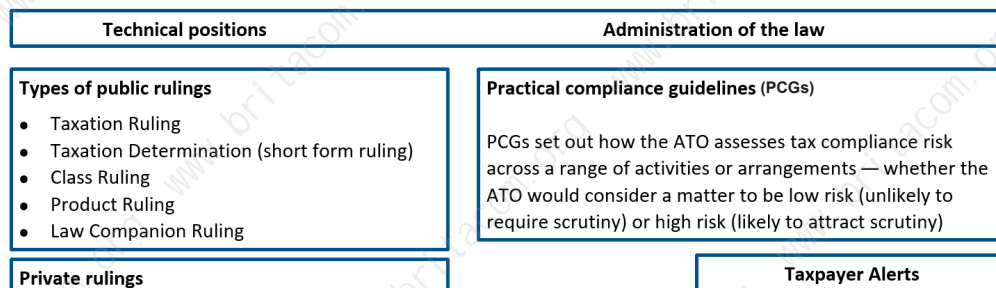 Technical positions
Administration of the law
Types of public rulings
• Taxation Ruling
• Taxation Determination (short form ruling)
• Class Ruling
• Product Ruling
• Law Companion Ruling
Practical compliance guidelines (PCGs)
PCGs set out how the ATO assesses tax compliance risk
across a range of activities or arrangements — whether the
ATO would consider a matter to be low risk (unlikely to
require scrutiny) or high risk (likely to attract scrutiny)
Private rulings
Taxpayer Alerts
www.britacom.org